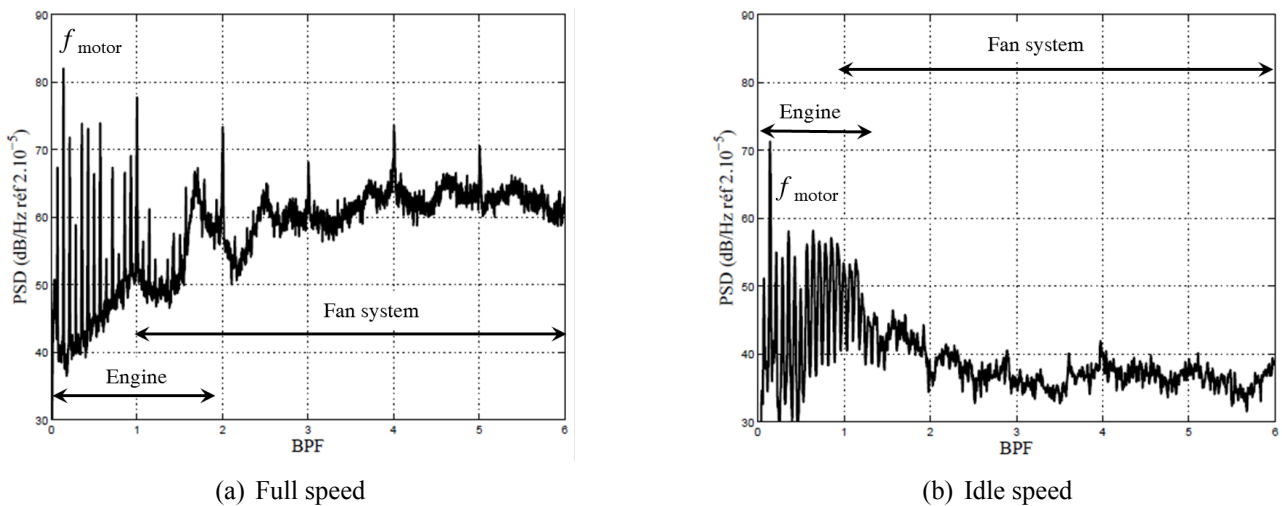 90
80
70
60
50
40
30
PSD (dB/Hz réf 2.10⁻⁵)
f motor
Fan system
Engine
0 1 2 3 4 5 6
BPF
(a) Full speed
90
80
70
60
50
40
30
PSD (dB/Hz réf 2.10⁻⁵)
Fan system
Engine
f motor
0 1 2 3 4 5 6
BPF
(b) Idle speed